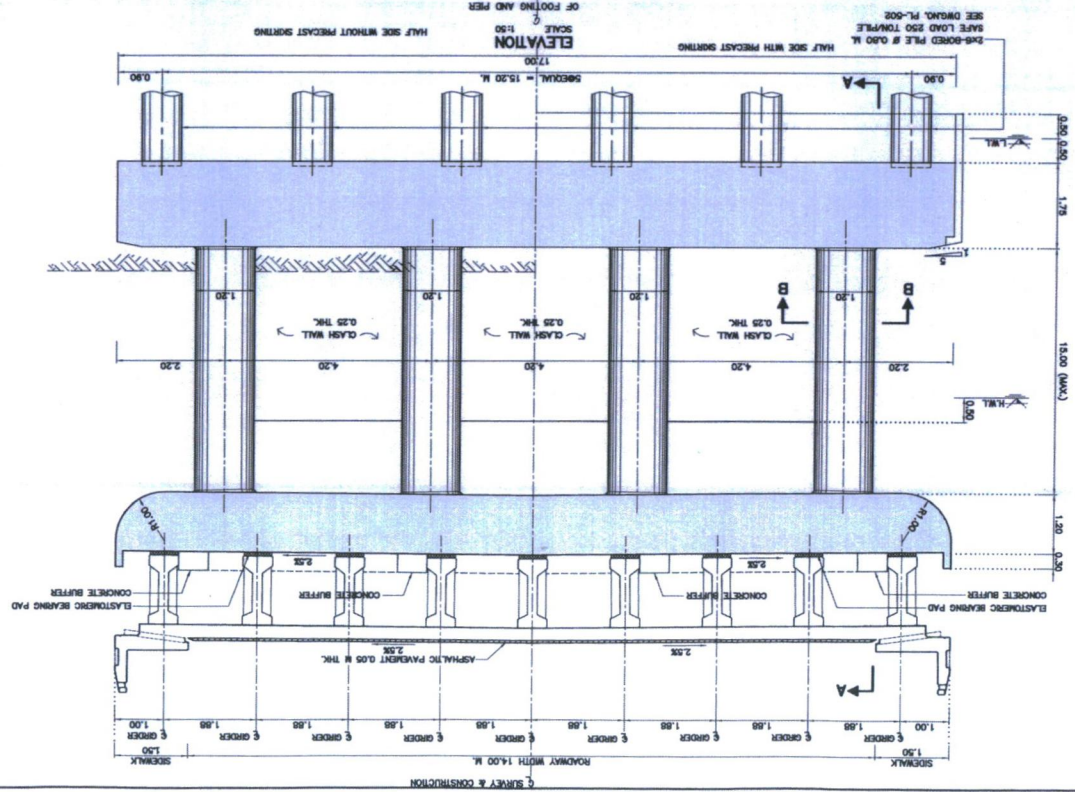 ℄ SURVEY & CONSTRUCTION
SIDEWALK ROADWAY WIDTH 14.00 M. SIDEWALK
1.50 1.50
℄ GIRDER ℄ GIRDER ℄ GIRDER ℄ GIRDER ℄ GIRDER ℄ GIRDER ℄ GIRDER ℄ GIRDER ℄ GIRDER
1.00 1.88 1.88 1.88 1.88 1.88 1.88 1.88 1.88 1.00
A
ASPHALTIC PAVEMENT 0.05 M THK.
2.5% 2.5%
ELASTOMERIC BEARING PAD
CONCRETE BUFFER
CONCRETE BUFFER
CONCRETE BUFFER
ELASTOMERIC BEARING PAD
CONCRETE BUFFER
2.5% 2.5%
0.30
1.20
R1.00 R1.00
H.W.L
0.50
15.00 (MAX.)
2.20 4.20 4.20 4.20 2.20
CLASH WALL
0.25 THK.
CLASH WALL
0.25 THK.
CLASH WALL
0.25 THK.
B B
1.20 1.20 1.20 1.20
1
5
1.75
L.W.L
0.50 0.50
A
0.90 5@EQUAL = 15.20 M. 0.90
17.00
2x6-BORED PILE Ø 0.80 M.
SAFE LOAD 250 TON/PILE
SEE DWG.NO. PL-502
HALF SIDE WITH PRECAST SKIRTING
HALF SIDE WITHOUT PRECAST SKIRTING
ELEVATION
SCALE 1:50
OF FOOTING AND PIER
℄